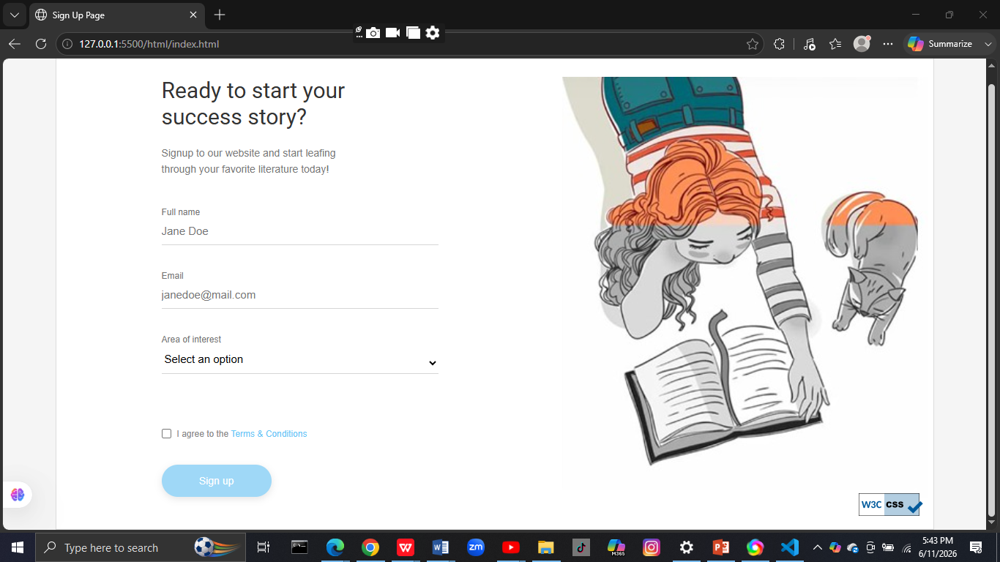 Sign Up Page
127.0.0.1:5500/html/index.html
Summarize
Ready to start your
success story?
Signup to our website and start leafing
through your favorite literature today!
Full name
Jane Doe
Email
janedoe@mail.com
Area of interest
Select an option
I agree to the Terms & Conditions
Sign up
W3C css
Type here to search
W
zm
M365
5:43 PM
6/11/2026